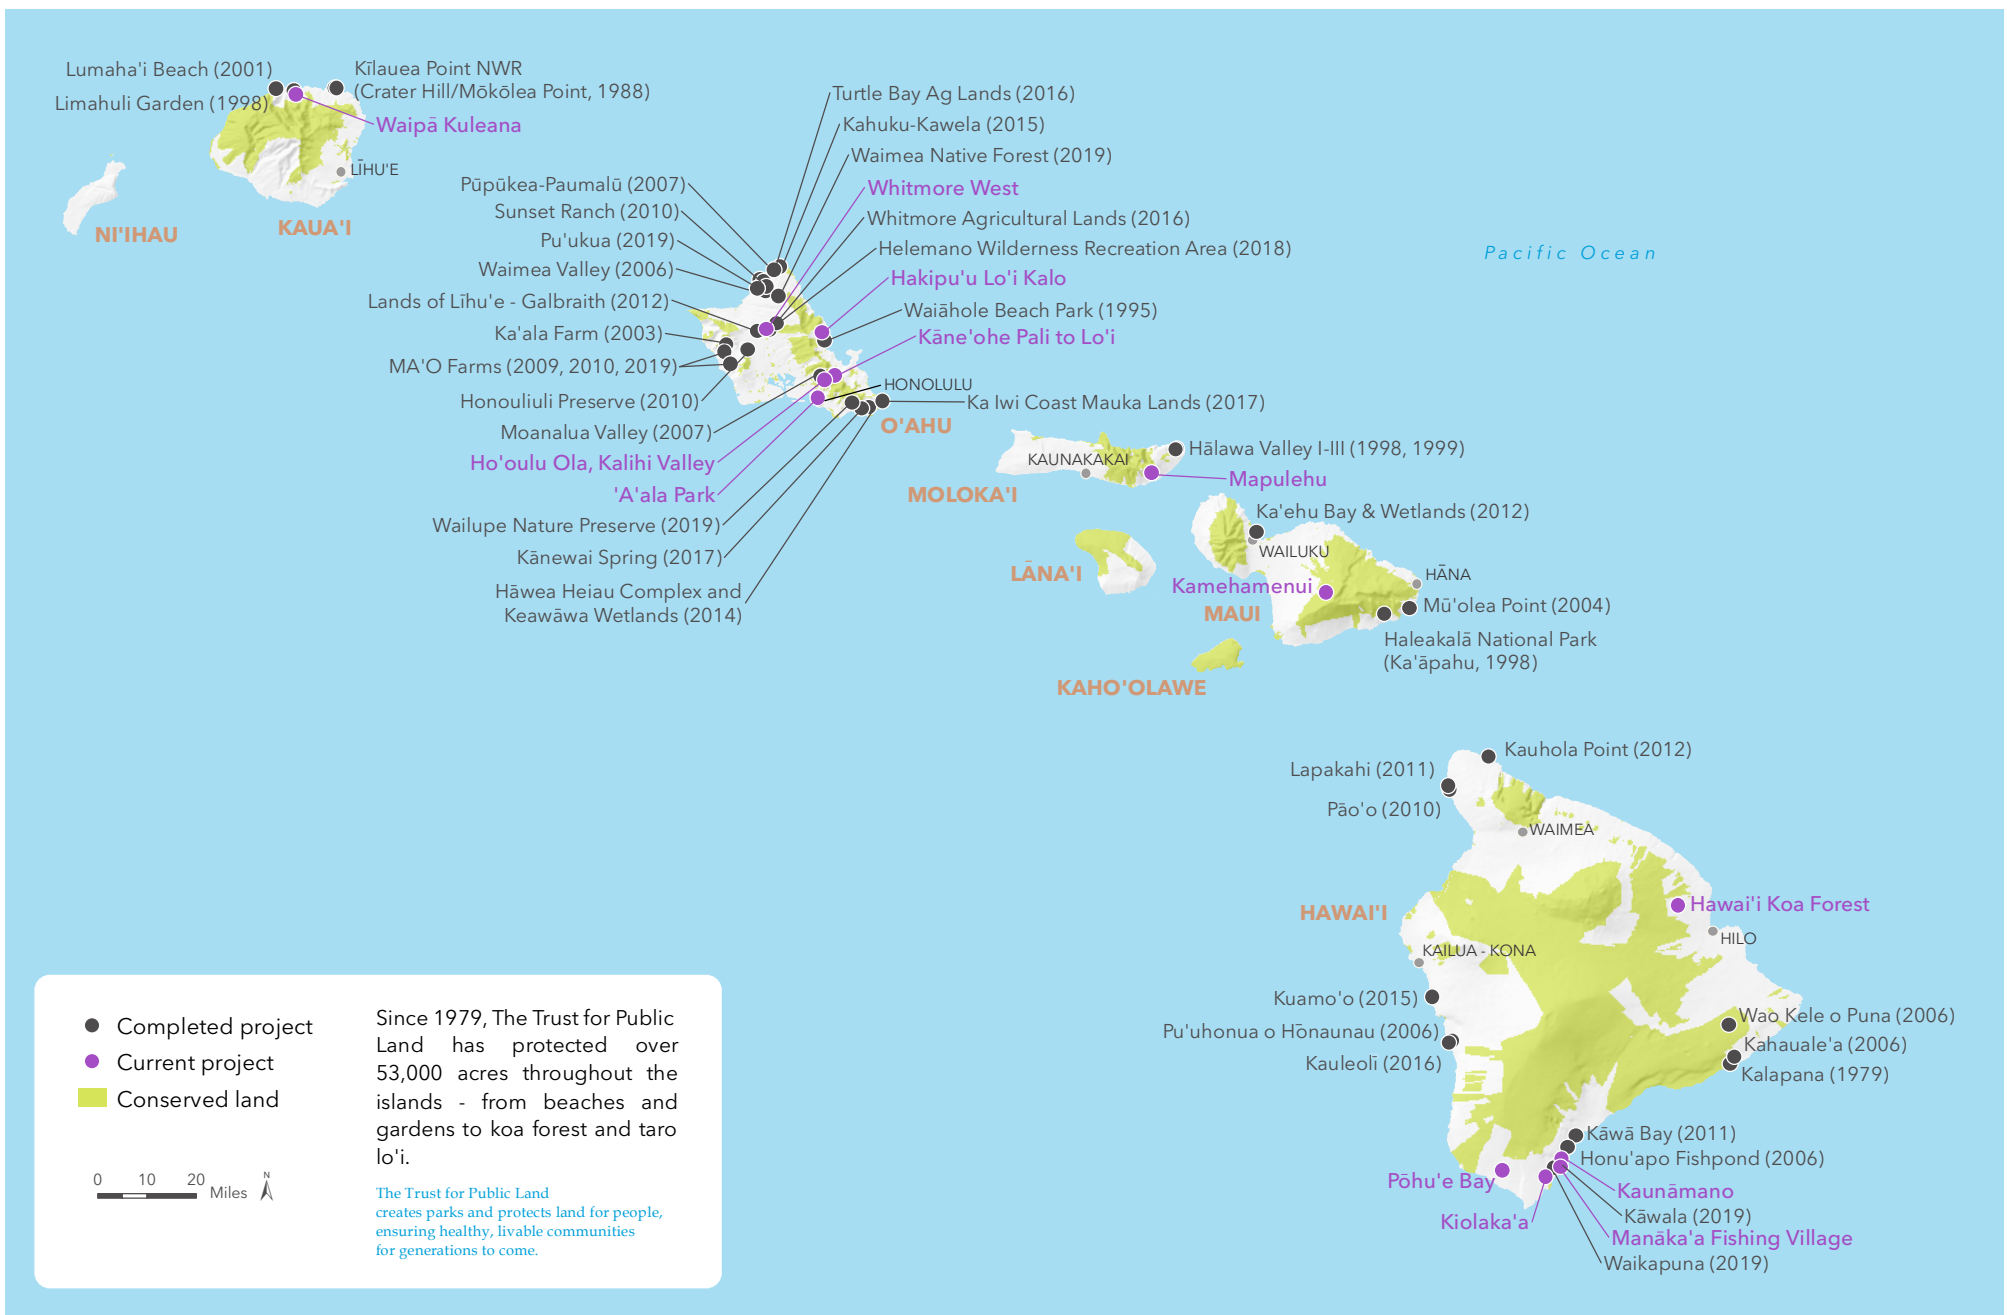 Lumaha'i Beach (2001)
Limahuli Garden (1998)
Kīlauea Point NWR
(Crater Hill/Mōkōlea Point, 1988)
Waipā Kuleana
LĪHU'E
NI'IHAU
KAUA'I
Turtle Bay Ag Lands (2016)
Kahuku-Kawela (2015)
Waimea Native Forest (2019)
Whitmore West
Whitmore Agricultural Lands (2016)
Helemano Wilderness Recreation Area (2018)
Hakipu'u Lo'i Kalo
Waiāhole Beach Park (1995)
Kāne'ohe Pali to Lo'i
HONOLULU
Ka Iwi Coast Mauka Lands (2017)
O'AHU
Pūpūkea-Paumalū (2007)
Sunset Ranch (2010)
Pu'ukua (2019)
Waimea Valley (2006)
Lands of Līhu'e - Galbraith (2012)
Ka'ala Farm (2003)
MA'O Farms (2009, 2010, 2019)
Honouliuli Preserve (2010)
Moanalua Valley (2007)
Ho'oulu Ola, Kalihi Valley
'A'ala Park
Wailupe Nature Preserve (2019)
Kānewai Spring (2017)
Hāwea Heiau Complex and
Keawāwa Wetlands (2014)
Pacific Ocean
Hālawa Valley I-III (1998, 1999)
KAUNAKAKAI
Mapulehu
MOLOKA'I
Ka'ehu Bay & Wetlands (2012)
WAILUKU
LĀNA'I
HĀNA
Kamehamenui
MAUI
Mū'olea Point (2004)
Haleakalā National Park
(Ka'āpahu, 1998)
KAHO'OLAWE
Kauhola Point (2012)
Lapakahi (2011)
Pāo'o (2010)
WAIMEA
HAWAI'I
Hawai'i Koa Forest
HILO
KAILUA - KONA
Kuamo'o (2015)
Pu'uhonua o Hōnaunau (2006)
Kauleolī (2016)
Wao Kele o Puna (2006)
Kahauale'a (2006)
Kalapana (1979)
Kāwā Bay (2011)
Honu'apo Fishpond (2006)
Pōhu'e Bay
Kaunāmano
Kāwala (2019)
Kiolaka'a
Manāka'a Fishing Village
Waikapuna (2019)
Completed project
Current project
Conserved land
0 10 20
Miles
N
Since 1979, The Trust for Public
Land has protected over
53,000 acres throughout the
islands - from beaches and
gardens to koa forest and taro
lo'i.
The Trust for Public Land
creates parks and protects land for people,
ensuring healthy, livable communities
for generations to come.